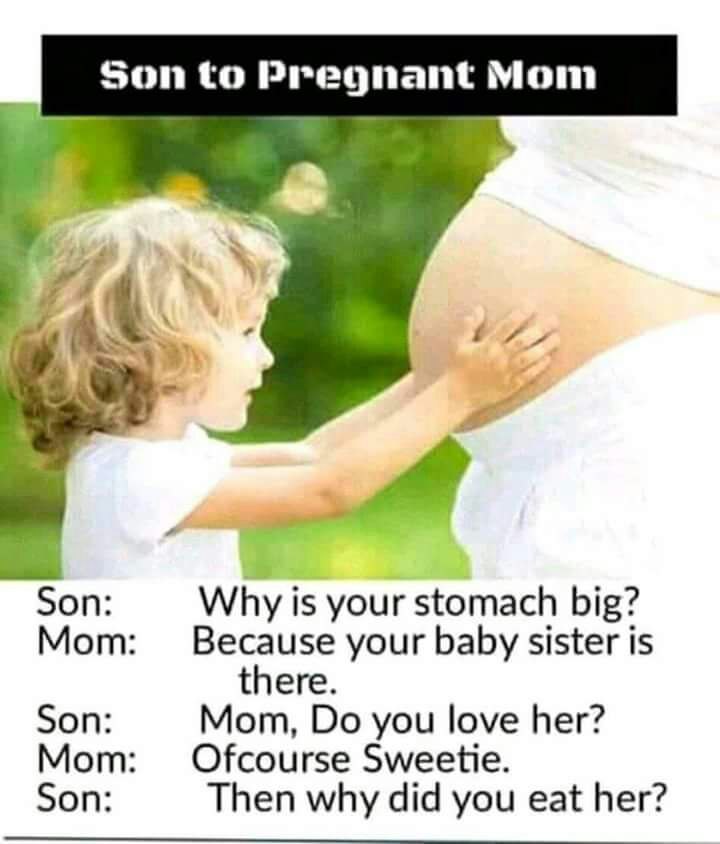 Son to Pregnant Mom
Son: Why is your stomach big?
Mom: Because your baby sister is
there.
Son: Mom, Do you love her?
Mom: Ofcourse Sweetie.
Son: Then why did you eat her?